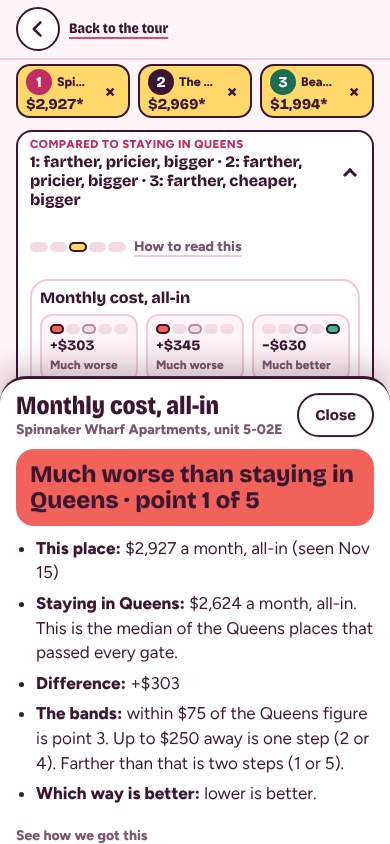 Back to the tour
1 Spi... ×
$2,927*
2 The ... ×
$2,969*
3 Bea... ×
$1,994*
COMPARED TO STAYING IN QUEENS
1: farther, pricier, bigger · 2: farther,
pricier, bigger · 3: farther, cheaper,
bigger
How to read this
Monthly cost, all-in
+$303
Much worse
+$345
Much worse
−$630
Much better
Monthly cost, all-in
Spinnaker Wharf Apartments, unit 5-02E
Close
Much worse than staying in
Queens · point 1 of 5
• This place: $2,927 a month, all-in (seen Nov
15)
• Staying in Queens: $2,624 a month, all-in.
This is the median of the Queens places that
passed every gate.
• Difference: +$303
• The bands: within $75 of the Queens figure
is point 3. Up to $250 away is one step (2 or
4). Farther than that is two steps (1 or 5).
• Which way is better: lower is better.
See how we got this